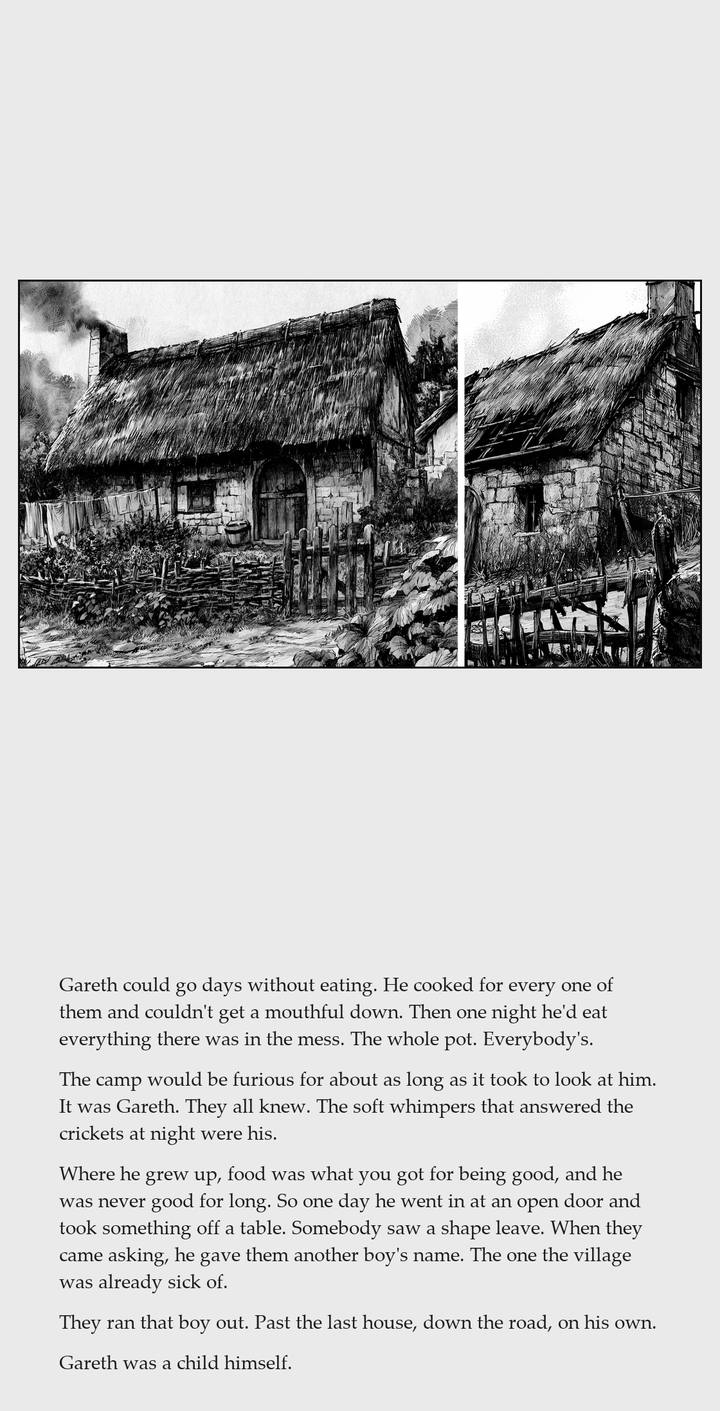 Gareth could go days without eating. He cooked for every one of
them and couldn't get a mouthful down. Then one night he'd eat
everything there was in the mess. The whole pot. Everybody's.
The camp would be furious for about as long as it took to look at him.
It was Gareth. They all knew. The soft whimpers that answered the
crickets at night were his.
Where he grew up, food was what you got for being good, and he
was never good for long. So one day he went in at an open door and
took something off a table. Somebody saw a shape leave. When they
came asking, he gave them another boy's name. The one the village
was already sick of.
They ran that boy out. Past the last house, down the road, on his own.
Gareth was a child himself.